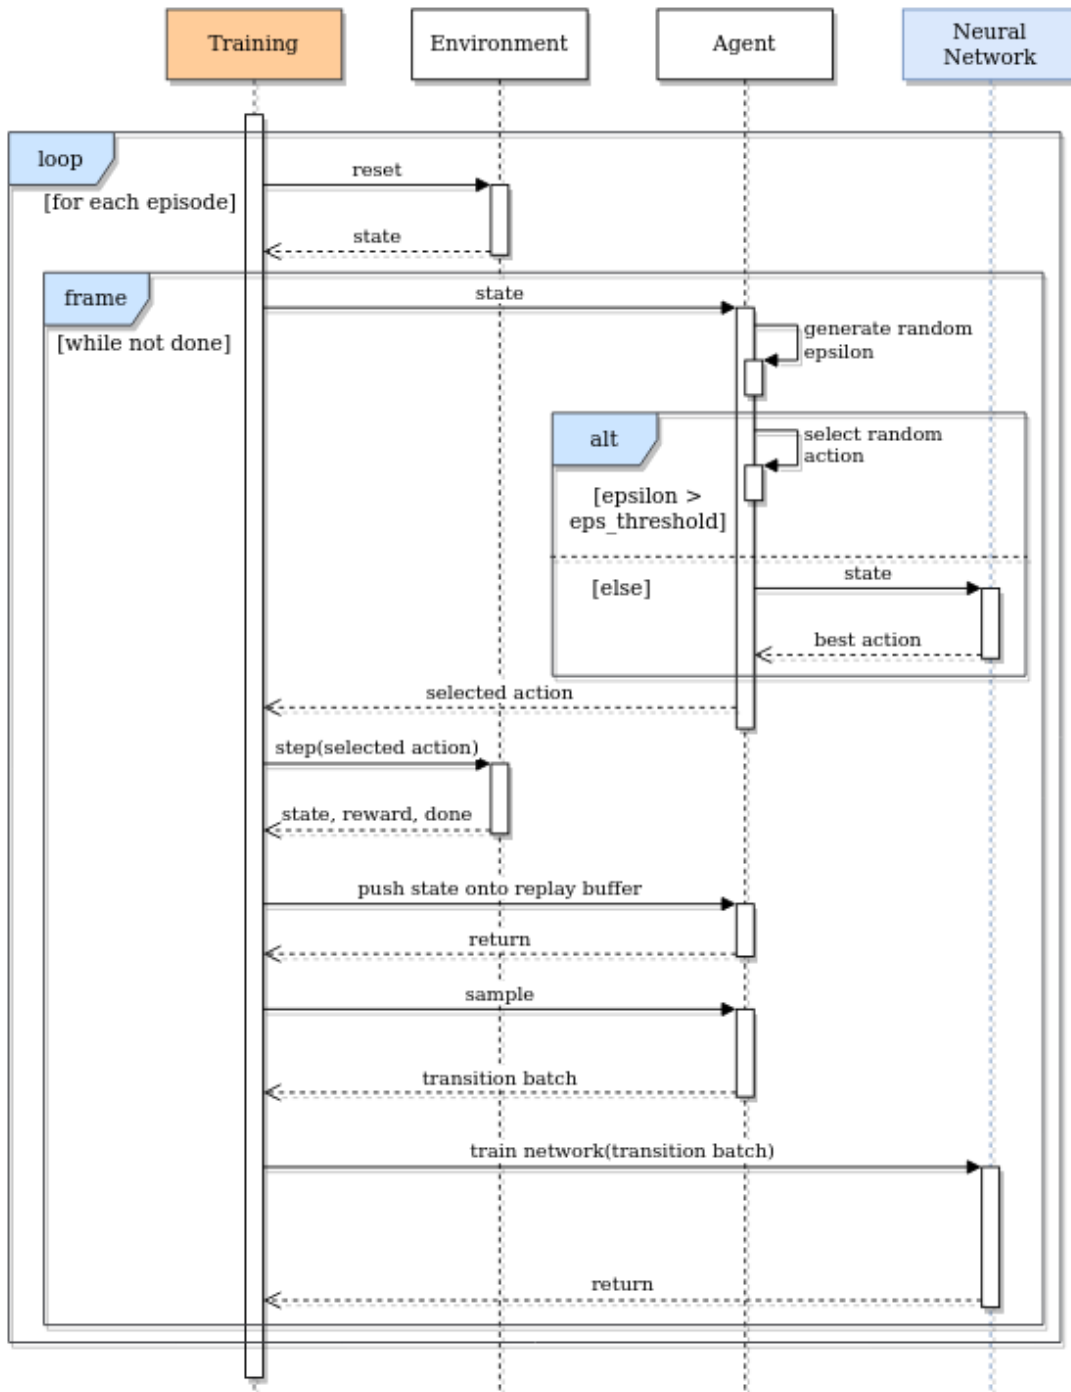 Training
Environment
Agent
Neural
Network
loop
[for each episode]
reset
state
frame
[while not done]
state
generate random
epsilon
alt
[epsilon >
eps_threshold]
select random
action
[else]
state
best action
selected action
step(selected action)
state, reward, done
push state onto replay buffer
return
sample
transition batch
train network(transition batch)
return